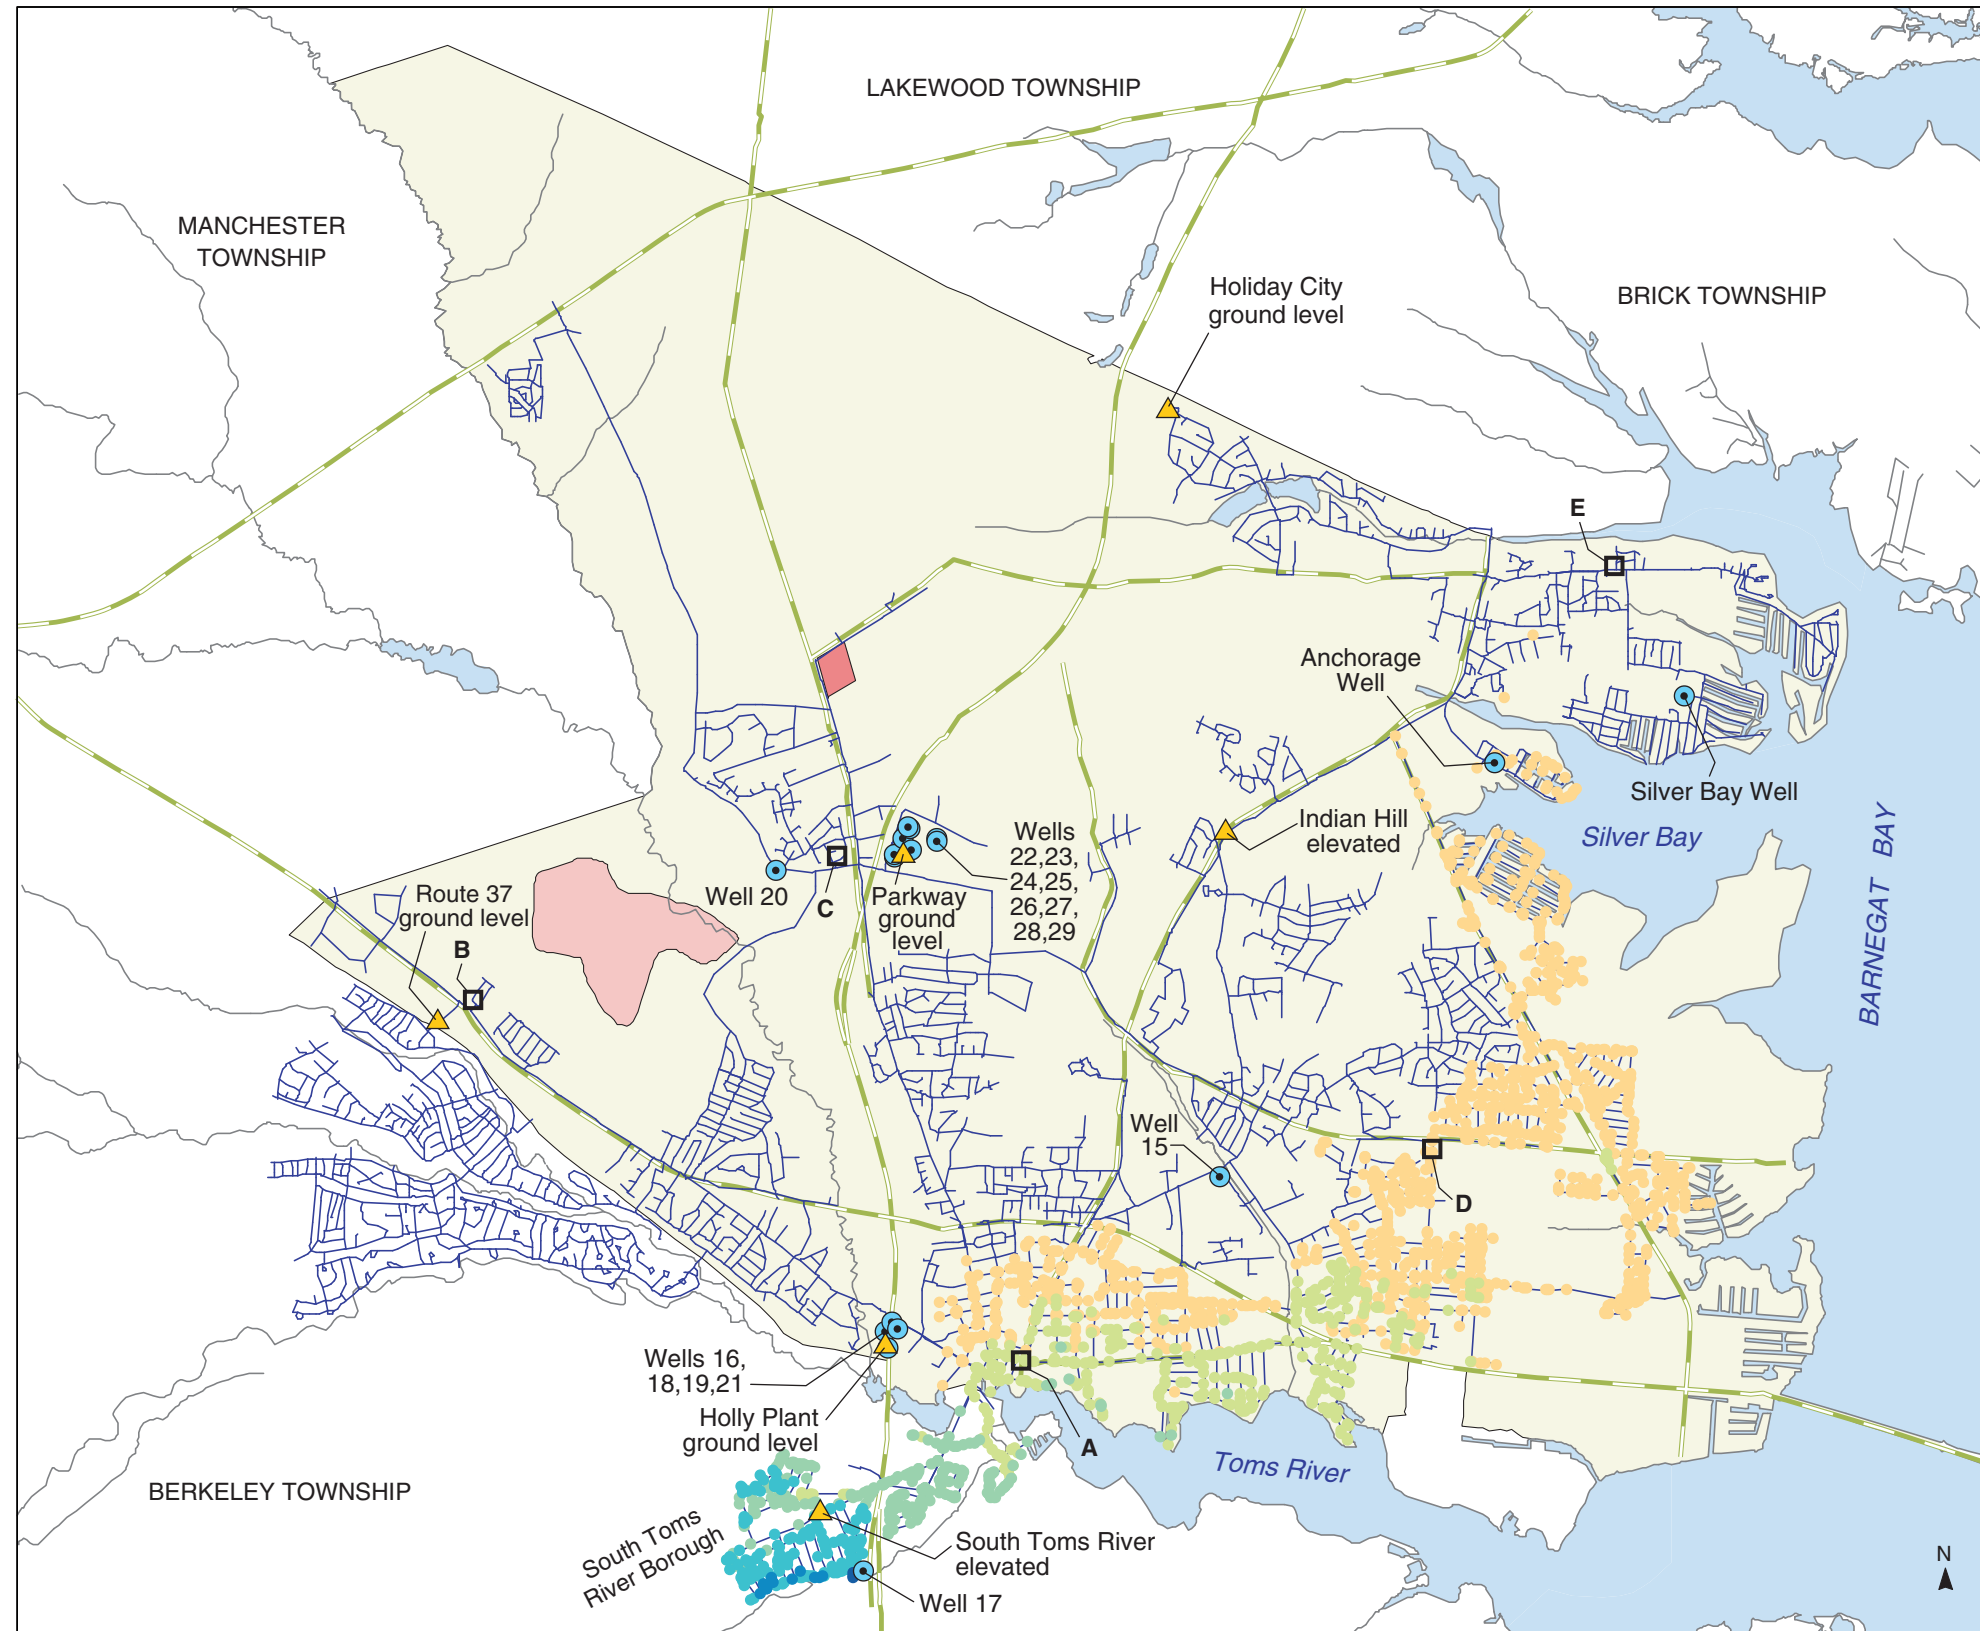 LAKEWOOD TOWNSHIP
MANCHESTER
TOWNSHIP
Holiday City
ground level
BRICK TOWNSHIP
E
Anchorage
Well
Silver Bay Well
Indian Hill
elevated
Silver Bay
BARNEGAT BAY
Wells
22,23,
24,25,
26,27,
28,29
Well 20
C
Parkway
ground
level
Route 37
ground level
B
Well
15
D
Wells 16,
18,19,21
Holly Plant
ground level
A
Toms River
BERKELEY TOWNSHIP
South Toms
River Borough
South Toms River
elevated
Well 17
N